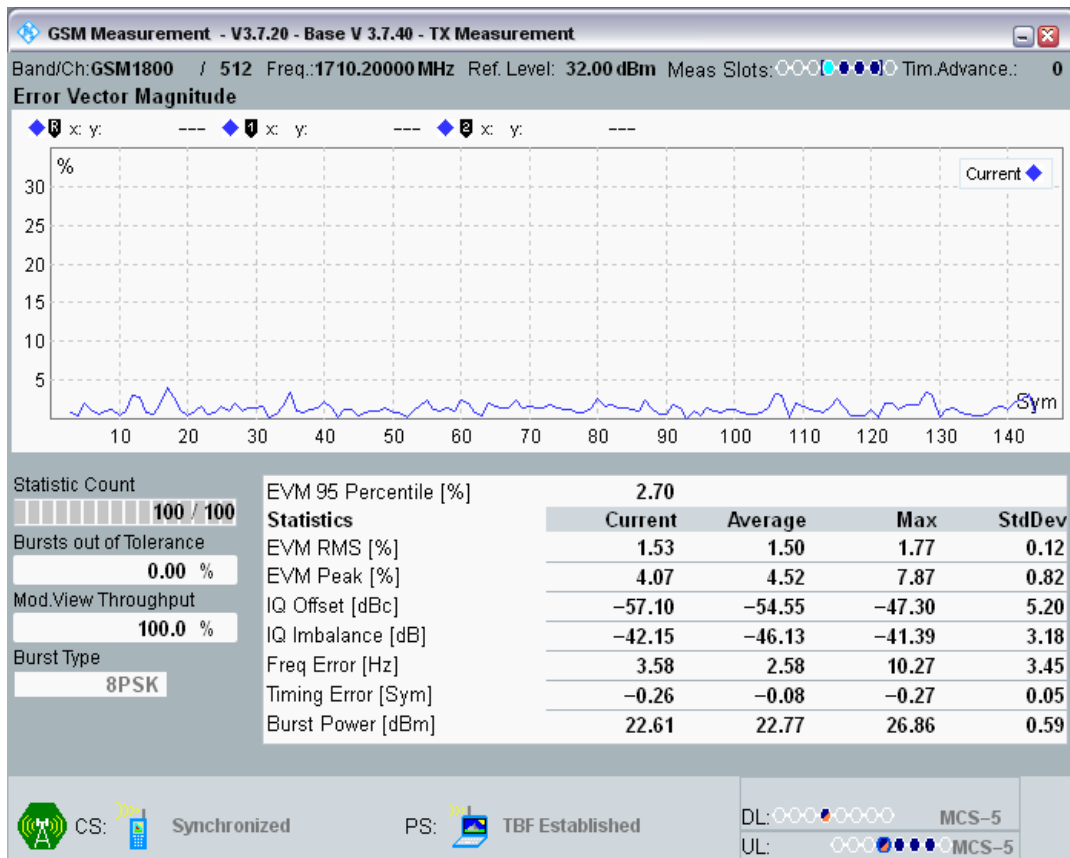 GSM Measurement - V3.7.20 - Base V 3.7.40 - TX Measurement
Band/Ch:GSM1800 / 512 Freq.:1710.20000 MHz Ref. Level: 32.00 dBm Meas Slots: Tim.Advance.: 0
Error Vector Magnitude
R x: y: --- 1 x: y: --- 2 x: y: ---
%
Current
30
25
20
15
10
5
Sym
10 20 30 40 50 60 70 80 90 100 110 120 130 140
Statistic Count
100 / 100
Bursts out of Tolerance
0.00 %
Mod.View Throughput
100.0 %
Burst Type
8PSK
EVM 95 Percentile [%] 2.70
Statistics Current Average Max StdDev
EVM RMS [%] 1.53 1.50 1.77 0.12
EVM Peak [%] 4.07 4.52 7.87 0.82
IQ Offset [dBc] −57.10 −54.55 −47.30 5.20
IQ Imbalance [dB] −42.15 −46.13 −41.39 3.18
Freq Error [Hz] 3.58 2.58 10.27 3.45
Timing Error [Sym] −0.26 −0.08 −0.27 0.05
Burst Power [dBm] 22.61 22.77 26.86 0.59
CS: Synchronized PS: TBF Established
DL: MCS−5
UL: MCS−5